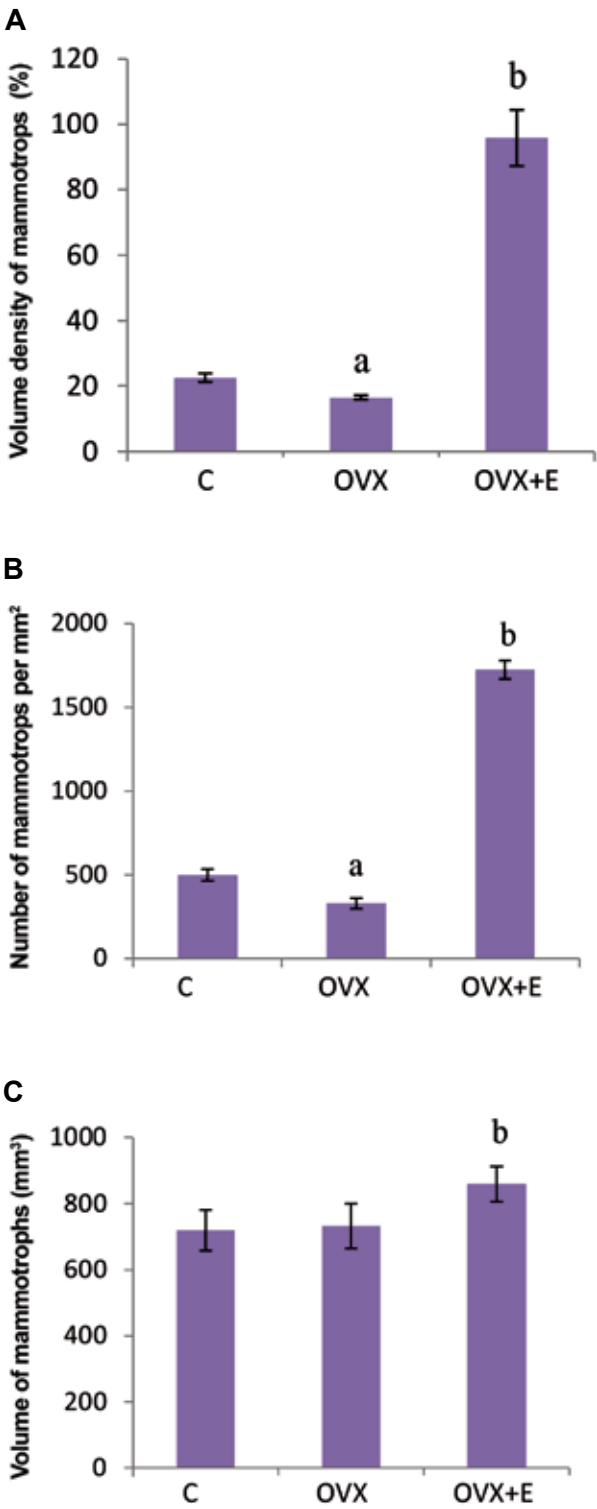 A
Volume density of mammotrops (%)
120
100
80
60
40
20
0
a
b
C OVX OVX+E
B
Number of mammotrops per mm²
2000
1500
1000
500
0
a
b
C OVX OVX+E
C
Volume of mammotrophs (mm³)
1000
800
600
400
200
0
b
C OVX OVX+E